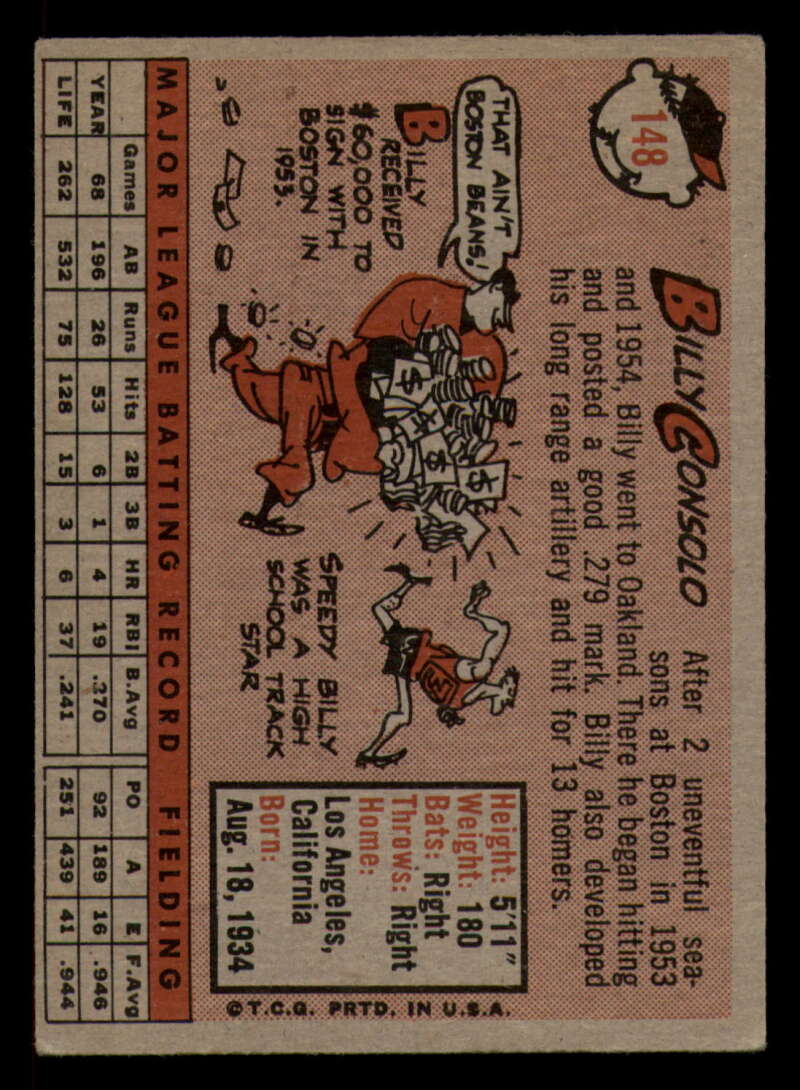 148
BILLY CONSOLO
After 2 uneventful sea-
sons at Boston in 1953
and 1954, Billy went to Oakland. There he began hitting
and posted a good .279 mark. Billy also developed
his long range artillery and hit for 13 homers.
THAT AIN'T
BOSTON BEANS!
BILLY
RECEIVED
$60,000 TO
SIGN WITH
BOSTON IN
1953.
SPEEDY BILLY
WAS A HIGH
SCHOOL TRACK
STAR
Height: 5'11"
Weight: 180
Bats: Right
Throws: Right
Home:
Los Angeles,
California
Born:
Aug. 18, 1934
© T.C.G. PRTD. IN U.S.A.
MAJOR LEAGUE BATTING RECORD FIELDING
Games AB Runs Hits 2B 3B HR RBI B.Avg PO A E F.Avg
YEAR 68 196 26 53 6 1 4 19 .270 92 189 16 .946
LIFE 262 532 75 128 15 3 6 37 .241 251 439 41 .944